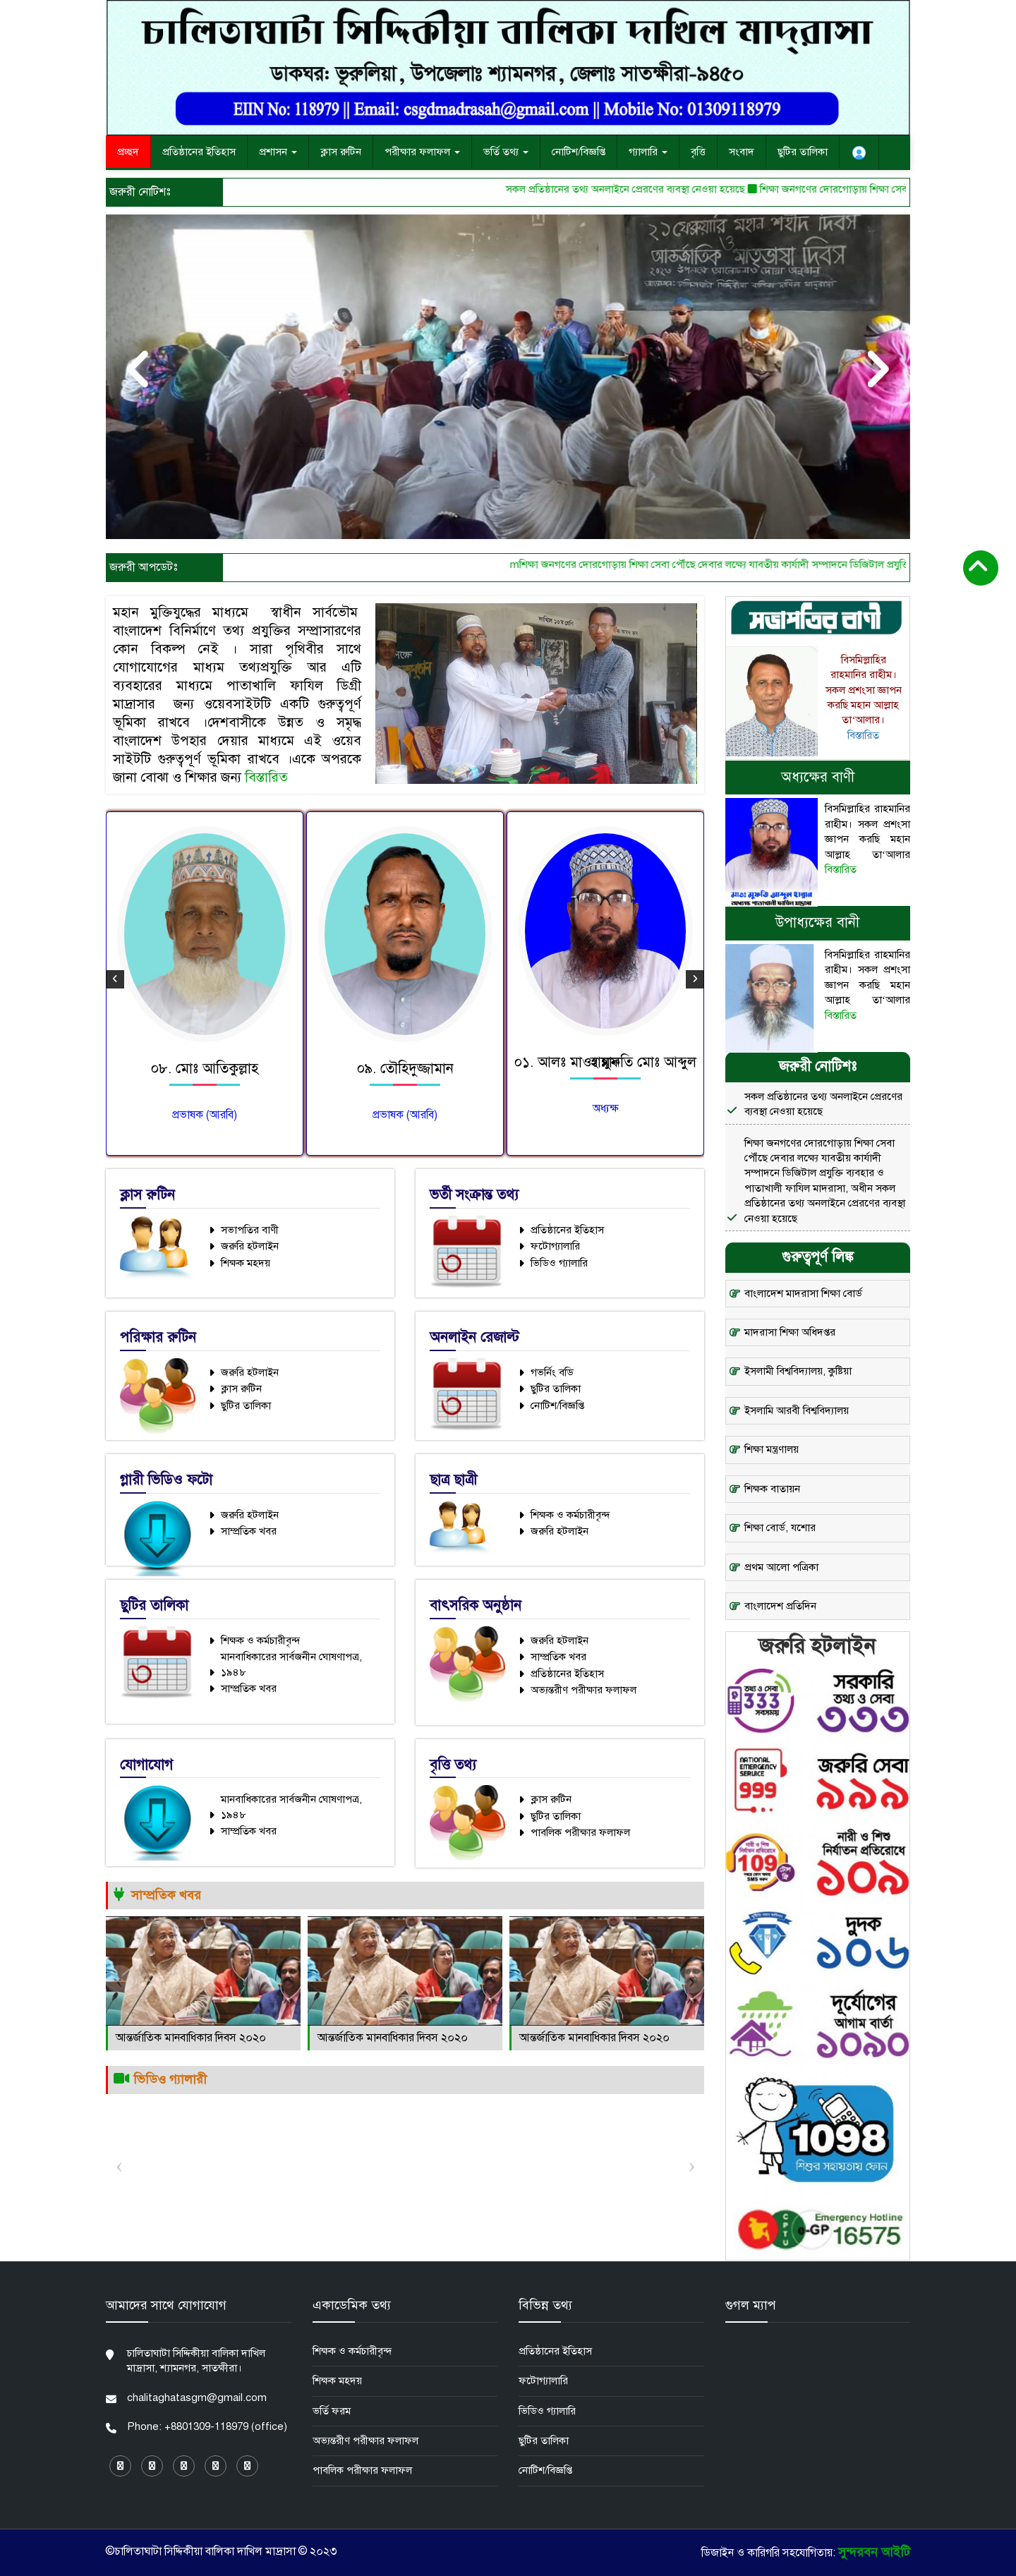 চালিতাঘাটা সিদ্দিকীয়া বালিকা দাখিল মাদ্রাসা
ডাকঘর: ভূরুলিয়া, উপজেলাঃ শ্যামনগর, জেলাঃ সাতক্ষীরা-৯৪৫০
EIIN No: 118979 || Email: csgdmadrasah@gmail.com || Mobile No: 01309118979
প্রচ্ছদ প্রতিষ্ঠানের ইতিহাস প্রশাসন ক্লাস রুটিন পরীক্ষার ফলাফল ভর্তি তথ্য নোটিশ/বিজ্ঞপ্তি গ্যালারি বৃত্তি সংবাদ ছুটির তালিকা
জরুরী নোটিশঃ
সকল প্রতিষ্ঠানের তথ্য অনলাইনে প্রেরণের ব্যবস্থা নেওয়া হয়েছে শিক্ষা জনগণের দোরগোড়ায় শিক্ষা সেব
২১ফেব্রুয়ারী মহান শহীদ দিবস
আন্তর্জাতিক মাতৃভাষা দিবস
জরুরী আপডেটঃ
mশিক্ষা জনগণের দোরগোড়ায় শিক্ষা সেবা পৌঁছে দেবার লক্ষ্যে যাবতীয় কার্যাদী সম্পাদনে ডিজিটাল প্রযুক্তি
মহান মুক্তিযুদ্ধের মাধ্যমে স্বাধীন সার্বভৌম
বাংলাদেশ বিনির্মাণে তথ্য প্রযুক্তির সম্প্রাসারণের
কোন বিকল্প নেই । সারা পৃথিবীর সাথে
যোগাযোগের মাধ্যম তথ্যপ্রযুক্তি আর এটি
ব্যবহারের মাধ্যমে পাতাখালি ফাযিল ডিগ্রী
মাদ্রাসার জন্য ওয়েবসাইটটি একটি গুরুত্বপূর্ণ
ভূমিকা রাখবে ।দেশবাসীকে উন্নত ও সমৃদ্ধ
বাংলাদেশ উপহার দেয়ার মাধ্যমে এই ওয়েব
সাইটটি গুরুত্বপূর্ণ ভূমিকা রাখবে ।একে অপরকে
জানা বোঝা ও শিক্ষার জন্য বিস্তারিত
সভাপতির বাণী
বিসমিল্লাহির
রাহমানির রাহীম।
সকল প্রশংসা জ্ঞাপন
করছি মহান আল্লাহ
তা‘আলার।
বিস্তারিত
অধ্যক্ষের বাণী
বিসমিল্লাহির রাহমানির
রাহীম। সকল প্রশংসা
জ্ঞাপন করছি মহান
আল্লাহ তা‘আলার
বিস্তারিত
উপাধ্যক্ষের বানী
বিসমিল্লাহির রাহমানির
রাহীম। সকল প্রশংসা
জ্ঞাপন করছি মহান
আল্লাহ তা‘আলার
বিস্তারিত
০৮. মোঃ আতিকুল্লাহ
প্রভাষক (আরবি)
০৯. তৌহিদুজ্জামান
প্রভাষক (আরবি)
০১. আলঃ মাওঃ মুফতি মোঃ আব্দুল
হান্নান
অধ্যক্ষ
জরুরী নোটিশঃ
সকল প্রতিষ্ঠানের তথ্য অনলাইনে প্রেরণের
ব্যবস্থা নেওয়া হয়েছে
শিক্ষা জনগণের দোরগোড়ায় শিক্ষা সেবা
পৌঁছে দেবার লক্ষ্যে যাবতীয় কার্যাদী
সম্পাদনে ডিজিটাল প্রযুক্তি ব্যবহার ও
পাতাখালী ফাযিল মাদরাসা, অধীন সকল
প্রতিষ্ঠানের তথ্য অনলাইনে প্রেরণের ব্যবস্থা
নেওয়া হয়েছে
গুরুত্বপূর্ণ লিঙ্ক
বাংলাদেশ মাদরাসা শিক্ষা বোর্ড
মাদরাসা শিক্ষা অধিদপ্তর
ইসলামী বিশ্ববিদ্যালয়, কুষ্টিয়া
ইসলামি আরবী বিশ্ববিদ্যালয়
শিক্ষা মন্ত্রণালয়
শিক্ষক বাতায়ন
শিক্ষা বোর্ড, যশোর
প্রথম আলো পত্রিকা
বাংলাদেশ প্রতিদিন
ক্লাস রুটিন
সভাপতির বাণী
জরুরি হটলাইন
শিক্ষক মহদয়
ভর্তী সংক্রান্ত তথ্য
প্রতিষ্ঠানের ইতিহাস
ফটোগ্যালারি
ভিডিও গ্যালারি
পরিক্ষার রুটিন
জরুরি হটলাইন
ক্লাস রুটিন
ছুটির তালিকা
অনলাইন রেজাল্ট
গভর্নিং বডি
ছুটির তালিকা
নোটিশ/বিজ্ঞপ্তি
গ্লারী ভিডিও ফটো
জরুরি হটলাইন
সাম্প্রতিক খবর
ছাত্র ছাত্রী
শিক্ষক ও কর্মচারীবৃন্দ
জরুরি হটলাইন
ছুটির তালিকা
শিক্ষক ও কর্মচারীবৃন্দ
মানবাধিকারের সার্বজনীন ঘোষণাপত্র,
১৯৪৮
সাম্প্রতিক খবর
বাৎসরিক অনুষ্ঠান
জরুরি হটলাইন
সাম্প্রতিক খবর
প্রতিষ্ঠানের ইতিহাস
অভ্যন্তরীণ পরীক্ষার ফলাফল
যোগাযোগ
মানবাধিকারের সার্বজনীন ঘোষণাপত্র,
১৯৪৮
সাম্প্রতিক খবর
বৃত্তি তথ্য
ক্লাস রুটিন
ছুটির তালিকা
পাবলিক পরীক্ষার ফলাফল
জরুরি হটলাইন
তথ্য ও সেবা
333
সবসময়
সরকারি
তথ্য ও সেবা
৩৩৩
NATIONAL
EMERGENCY
SERVICE
999
জরুরি সেবা
৯৯৯
109
নারী ও শিশু
নির্যাতন প্রতিরোধে
১০৯
দুদক
১০৬
দূর্যোগের
আগাম বার্তা
১০৯০
1098
শিশুর সহায়তায় ফোন
CPTU
e-GP
Emergency Hotline
16575
সাম্প্রতিক খবর
আন্তর্জাতিক মানবাধিকার দিবস ২০২০
আন্তর্জাতিক মানবাধিকার দিবস ২০২০
আন্তর্জাতিক মানবাধিকার দিবস ২০২০
ভিডিও গ্যালারী
আমাদের সাথে যোগাযোগ
চালিতাঘাটা সিদ্দিকীয়া বালিকা দাখিল
মাদ্রাসা, শ্যামনগর, সাতক্ষীরা।
chalitaghatasgm@gmail.com
Phone: +8801309-118979 (office)
একাডেমিক তথ্য
শিক্ষক ও কর্মচারীবৃন্দ
শিক্ষক মহদয়
ভর্তি ফরম
অভ্যন্তরীণ পরীক্ষার ফলাফল
পাবলিক পরীক্ষার ফলাফল
বিভিন্ন তথ্য
প্রতিষ্ঠানের ইতিহাস
ফটোগ্যালারি
ভিডিও গ্যালারি
ছুটির তালিকা
নোটিশ/বিজ্ঞপ্তি
গুগল ম্যাপ
©চালিতাঘাটা সিদ্দিকীয়া বালিকা দাখিল মাদ্রাসা © ২০২৩
ডিজাইন ও কারিগরি সহযোগিতায়: সুন্দরবন আইটি